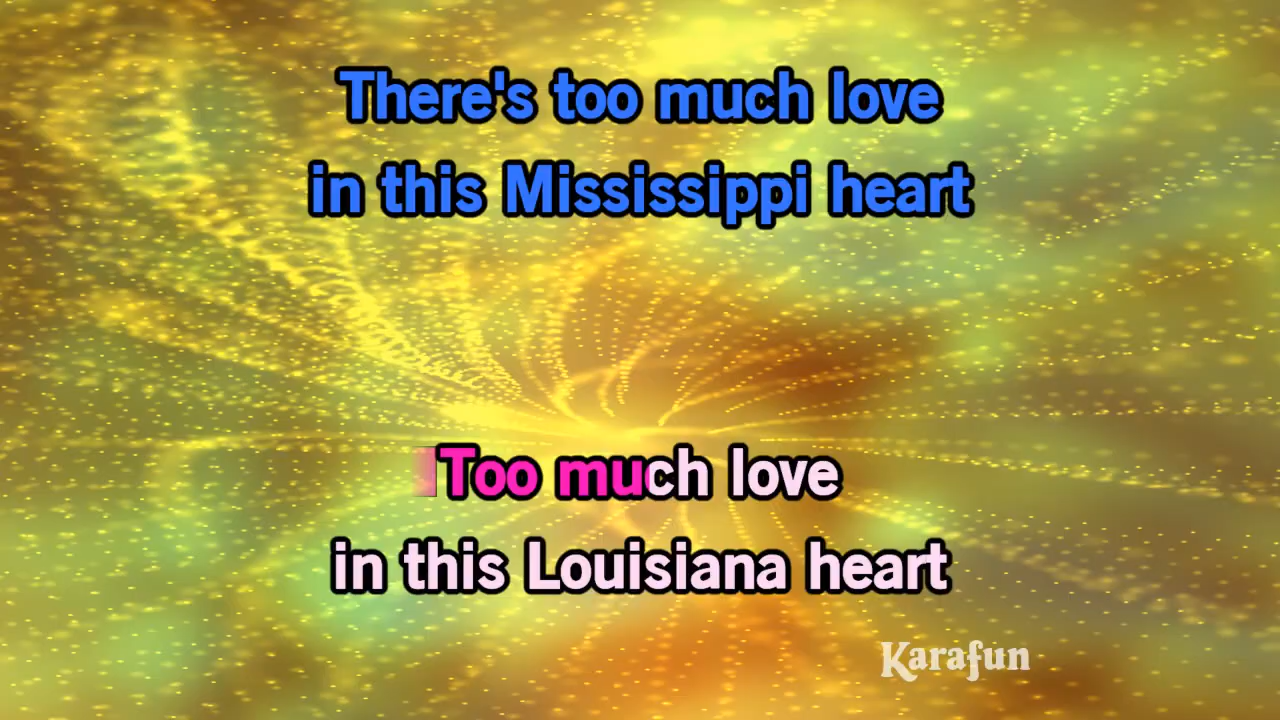 There's too much love
in this Mississippi heart
Too much love
in this Louisiana heart
Karafun